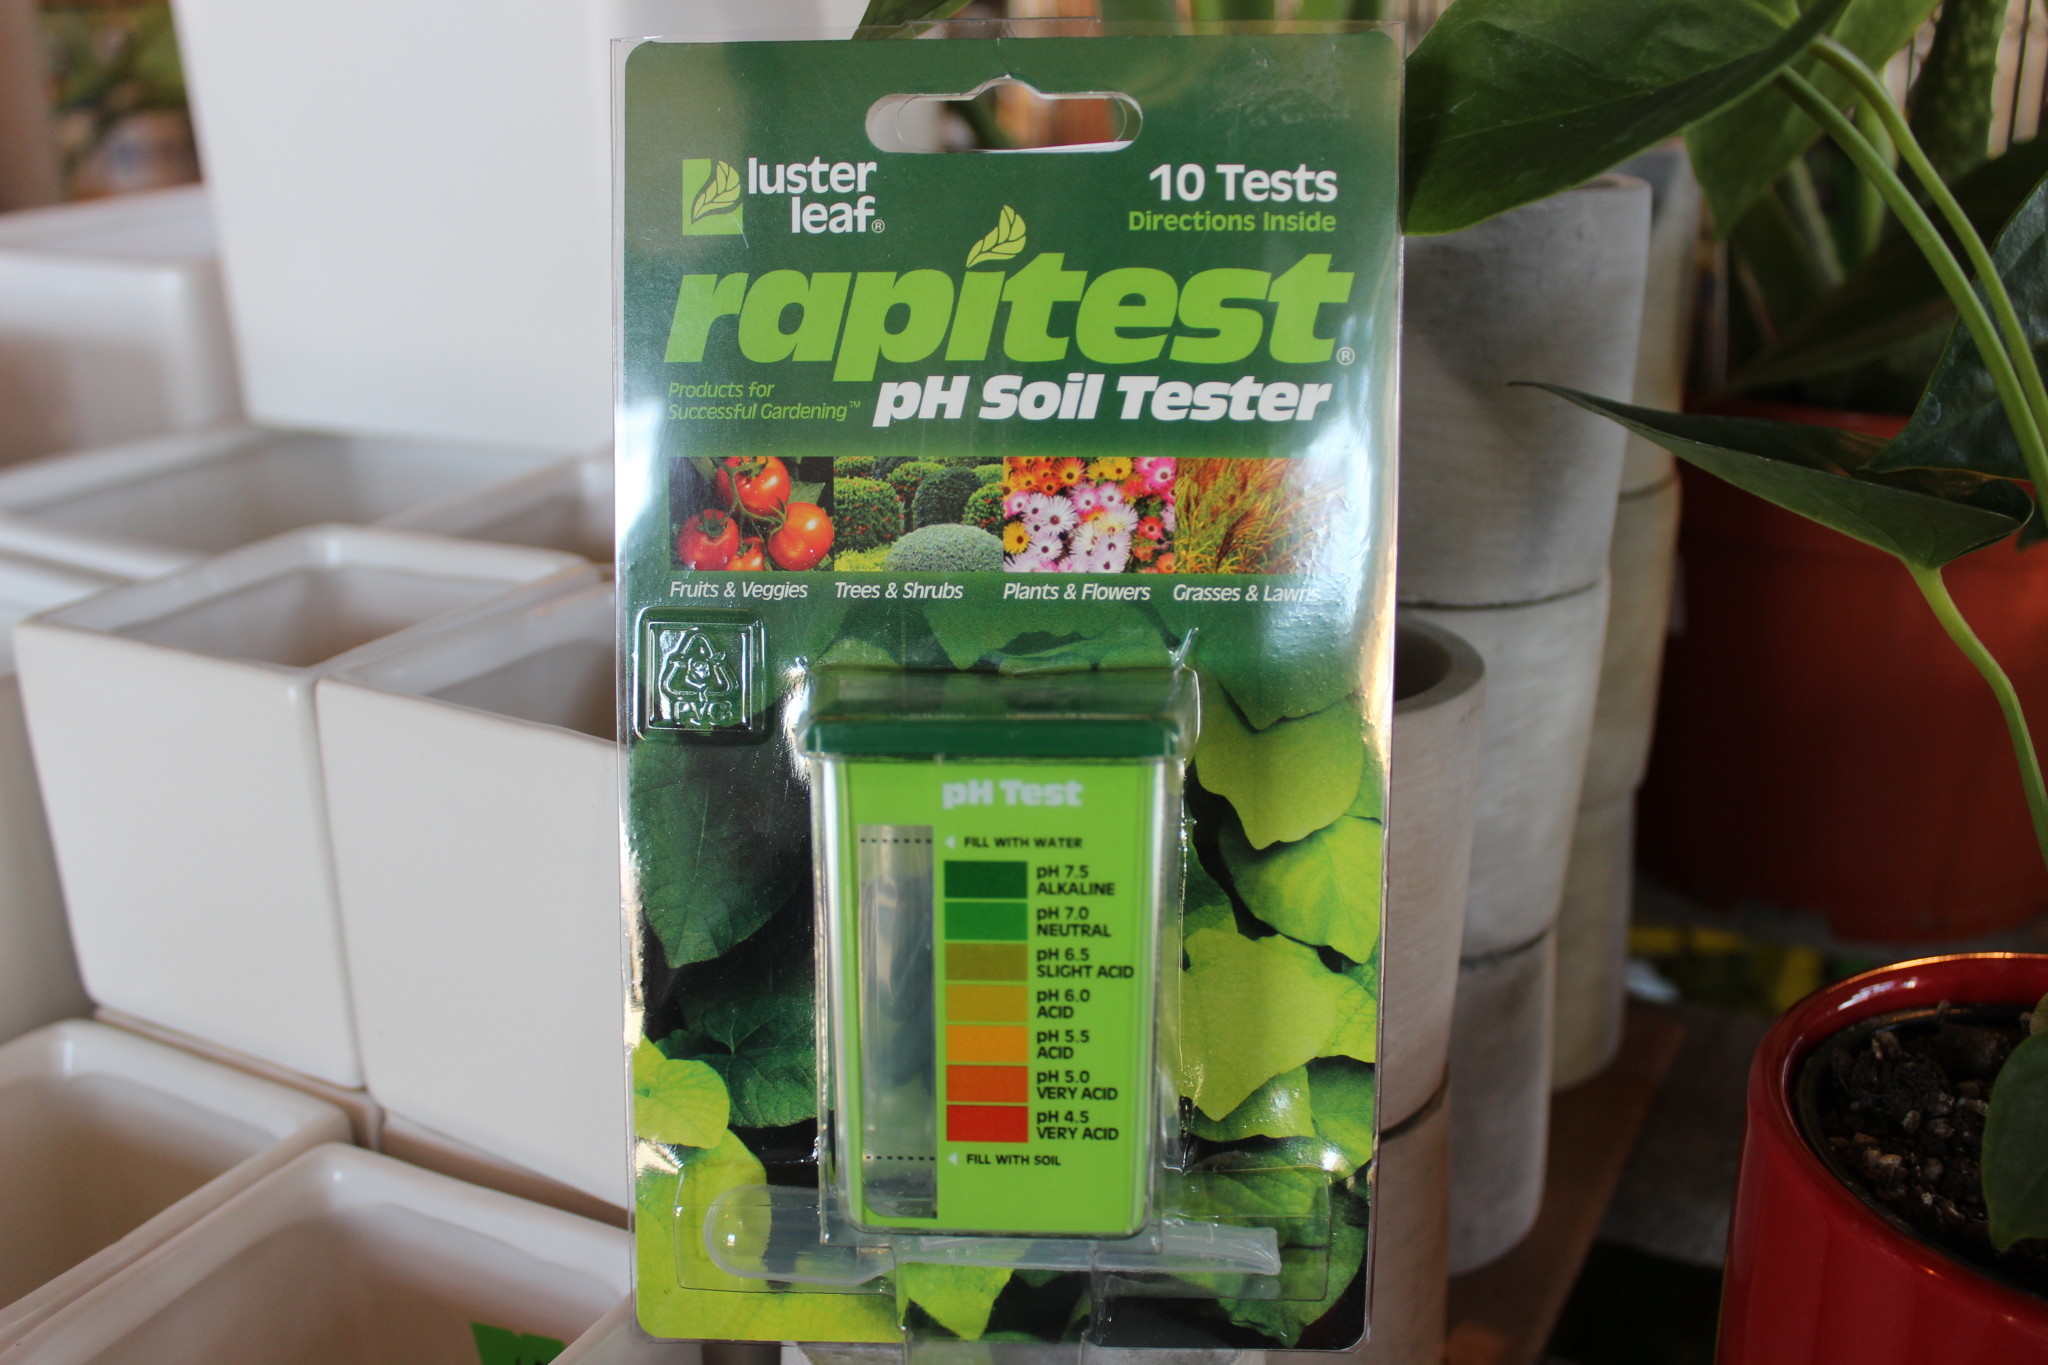 luster
leaf®
10 Tests
Directions Inside
rapitest®
Products for
Successful Gardening™
pH Soil Tester
Fruits & Veggies
Trees & Shrubs
Plants & Flowers
Grasses & Lawns
PVC
pH Test
FILL WITH WATER
pH 7.5
ALKALINE
pH 7.0
NEUTRAL
pH 6.5
SLIGHT ACID
pH 6.0
ACID
pH 5.5
ACID
pH 5.0
VERY ACID
pH 4.5
VERY ACID
FILL WITH SOIL